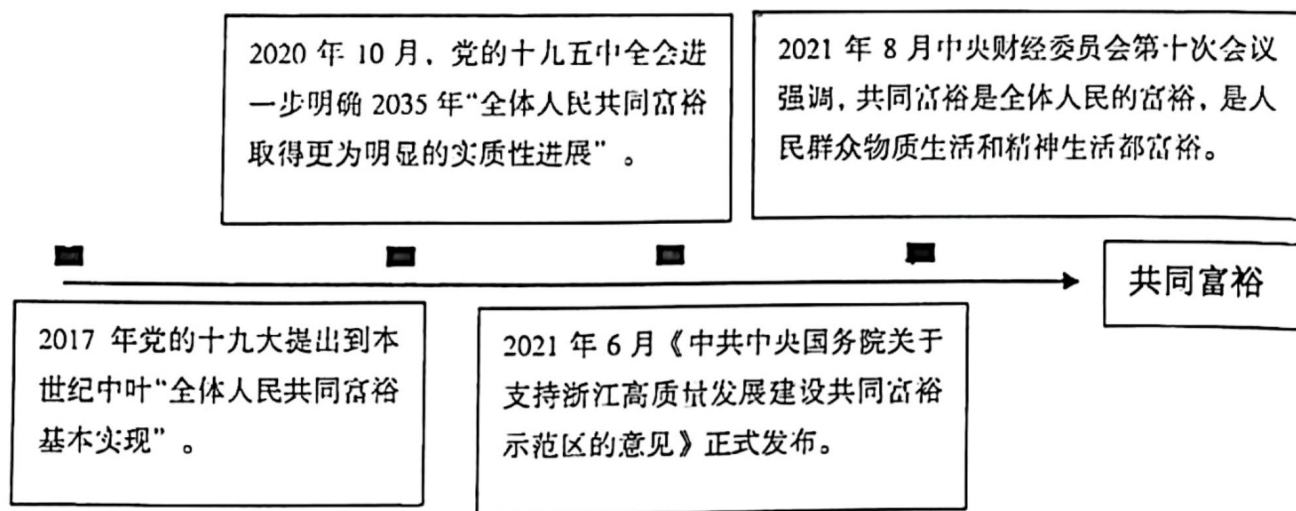 2020 年 10 月，党的十九五中全会进
一步明确 2035 年“全体人民共同富裕
取得更为明显的实质性进展”。
2021 年 8 月中央财经委员会第十次会议
强调，共同富裕是全体人民的富裕，是人
民群众物质生活和精神生活都富裕。
共同富裕
2017 年党的十九大提出到本
世纪中叶“全体人民共同富裕
基本实现”。
2021 年 6 月《中共中央国务院关于
支持浙江高质量发展建设共同富裕
示范区的意见》正式发布。